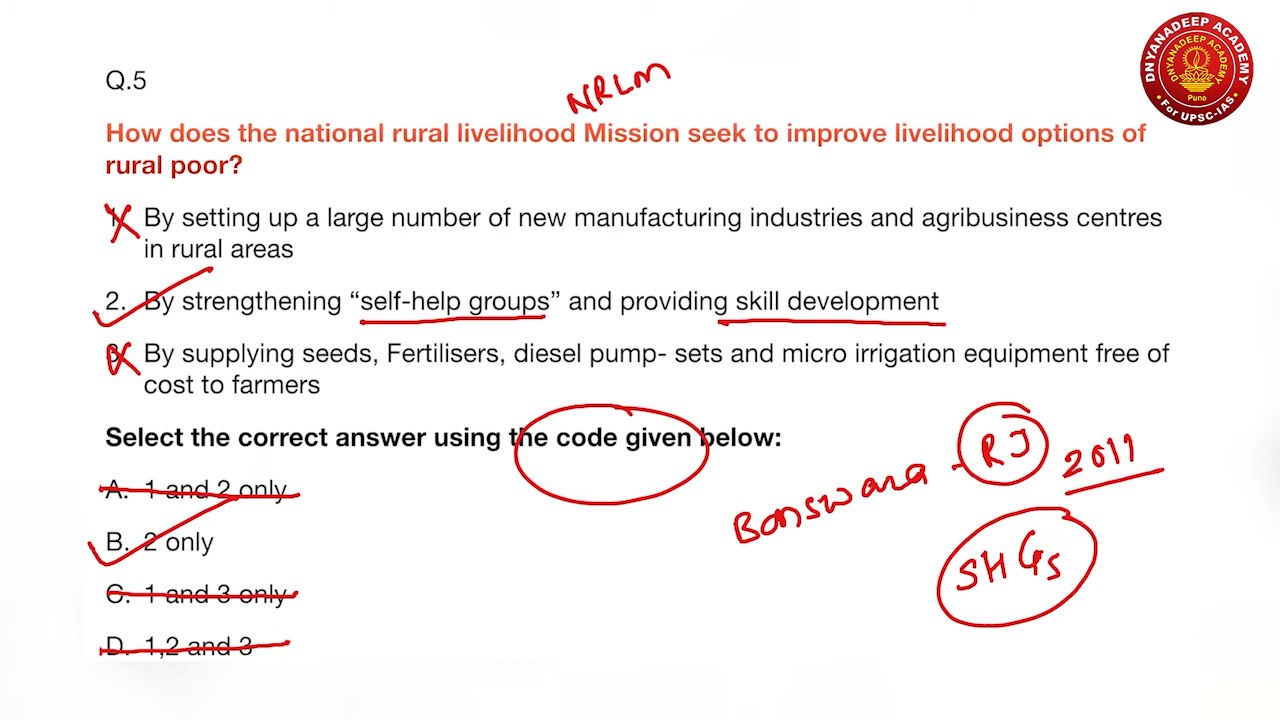 DNYANADEEP ACADEMY
DNYANADEEP ACADEMY
Pune
• For UPSC-IAS •
Q.5
NRLM
How does the national rural livelihood Mission seek to improve livelihood options of
rural poor?
1. By setting up a large number of new manufacturing industries and agribusiness centres
in rural areas
2. By strengthening “self-help groups” and providing skill development
3. By supplying seeds, Fertilisers, diesel pump- sets and micro irrigation equipment free of
cost to farmers
Select the correct answer using the code given below:
A. 1 and 2 only
B. 2 only
C. 1 and 3 only
D. 1,2 and 3
Banswara - RJ 2011
SHGs